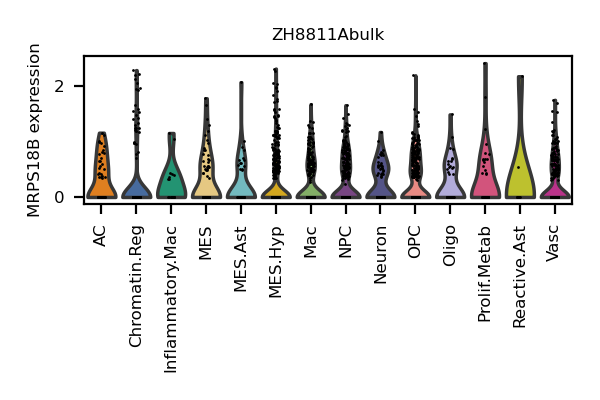 ZH8811Abulk
MRPS18B expression
2
0
AC
Chromatin.Reg
Inflammatory.Mac
MES
MES.Ast
MES.Hyp
Mac
NPC
Neuron
OPC
Oligo
Prolif.Metab
Reactive.Ast
Vasc